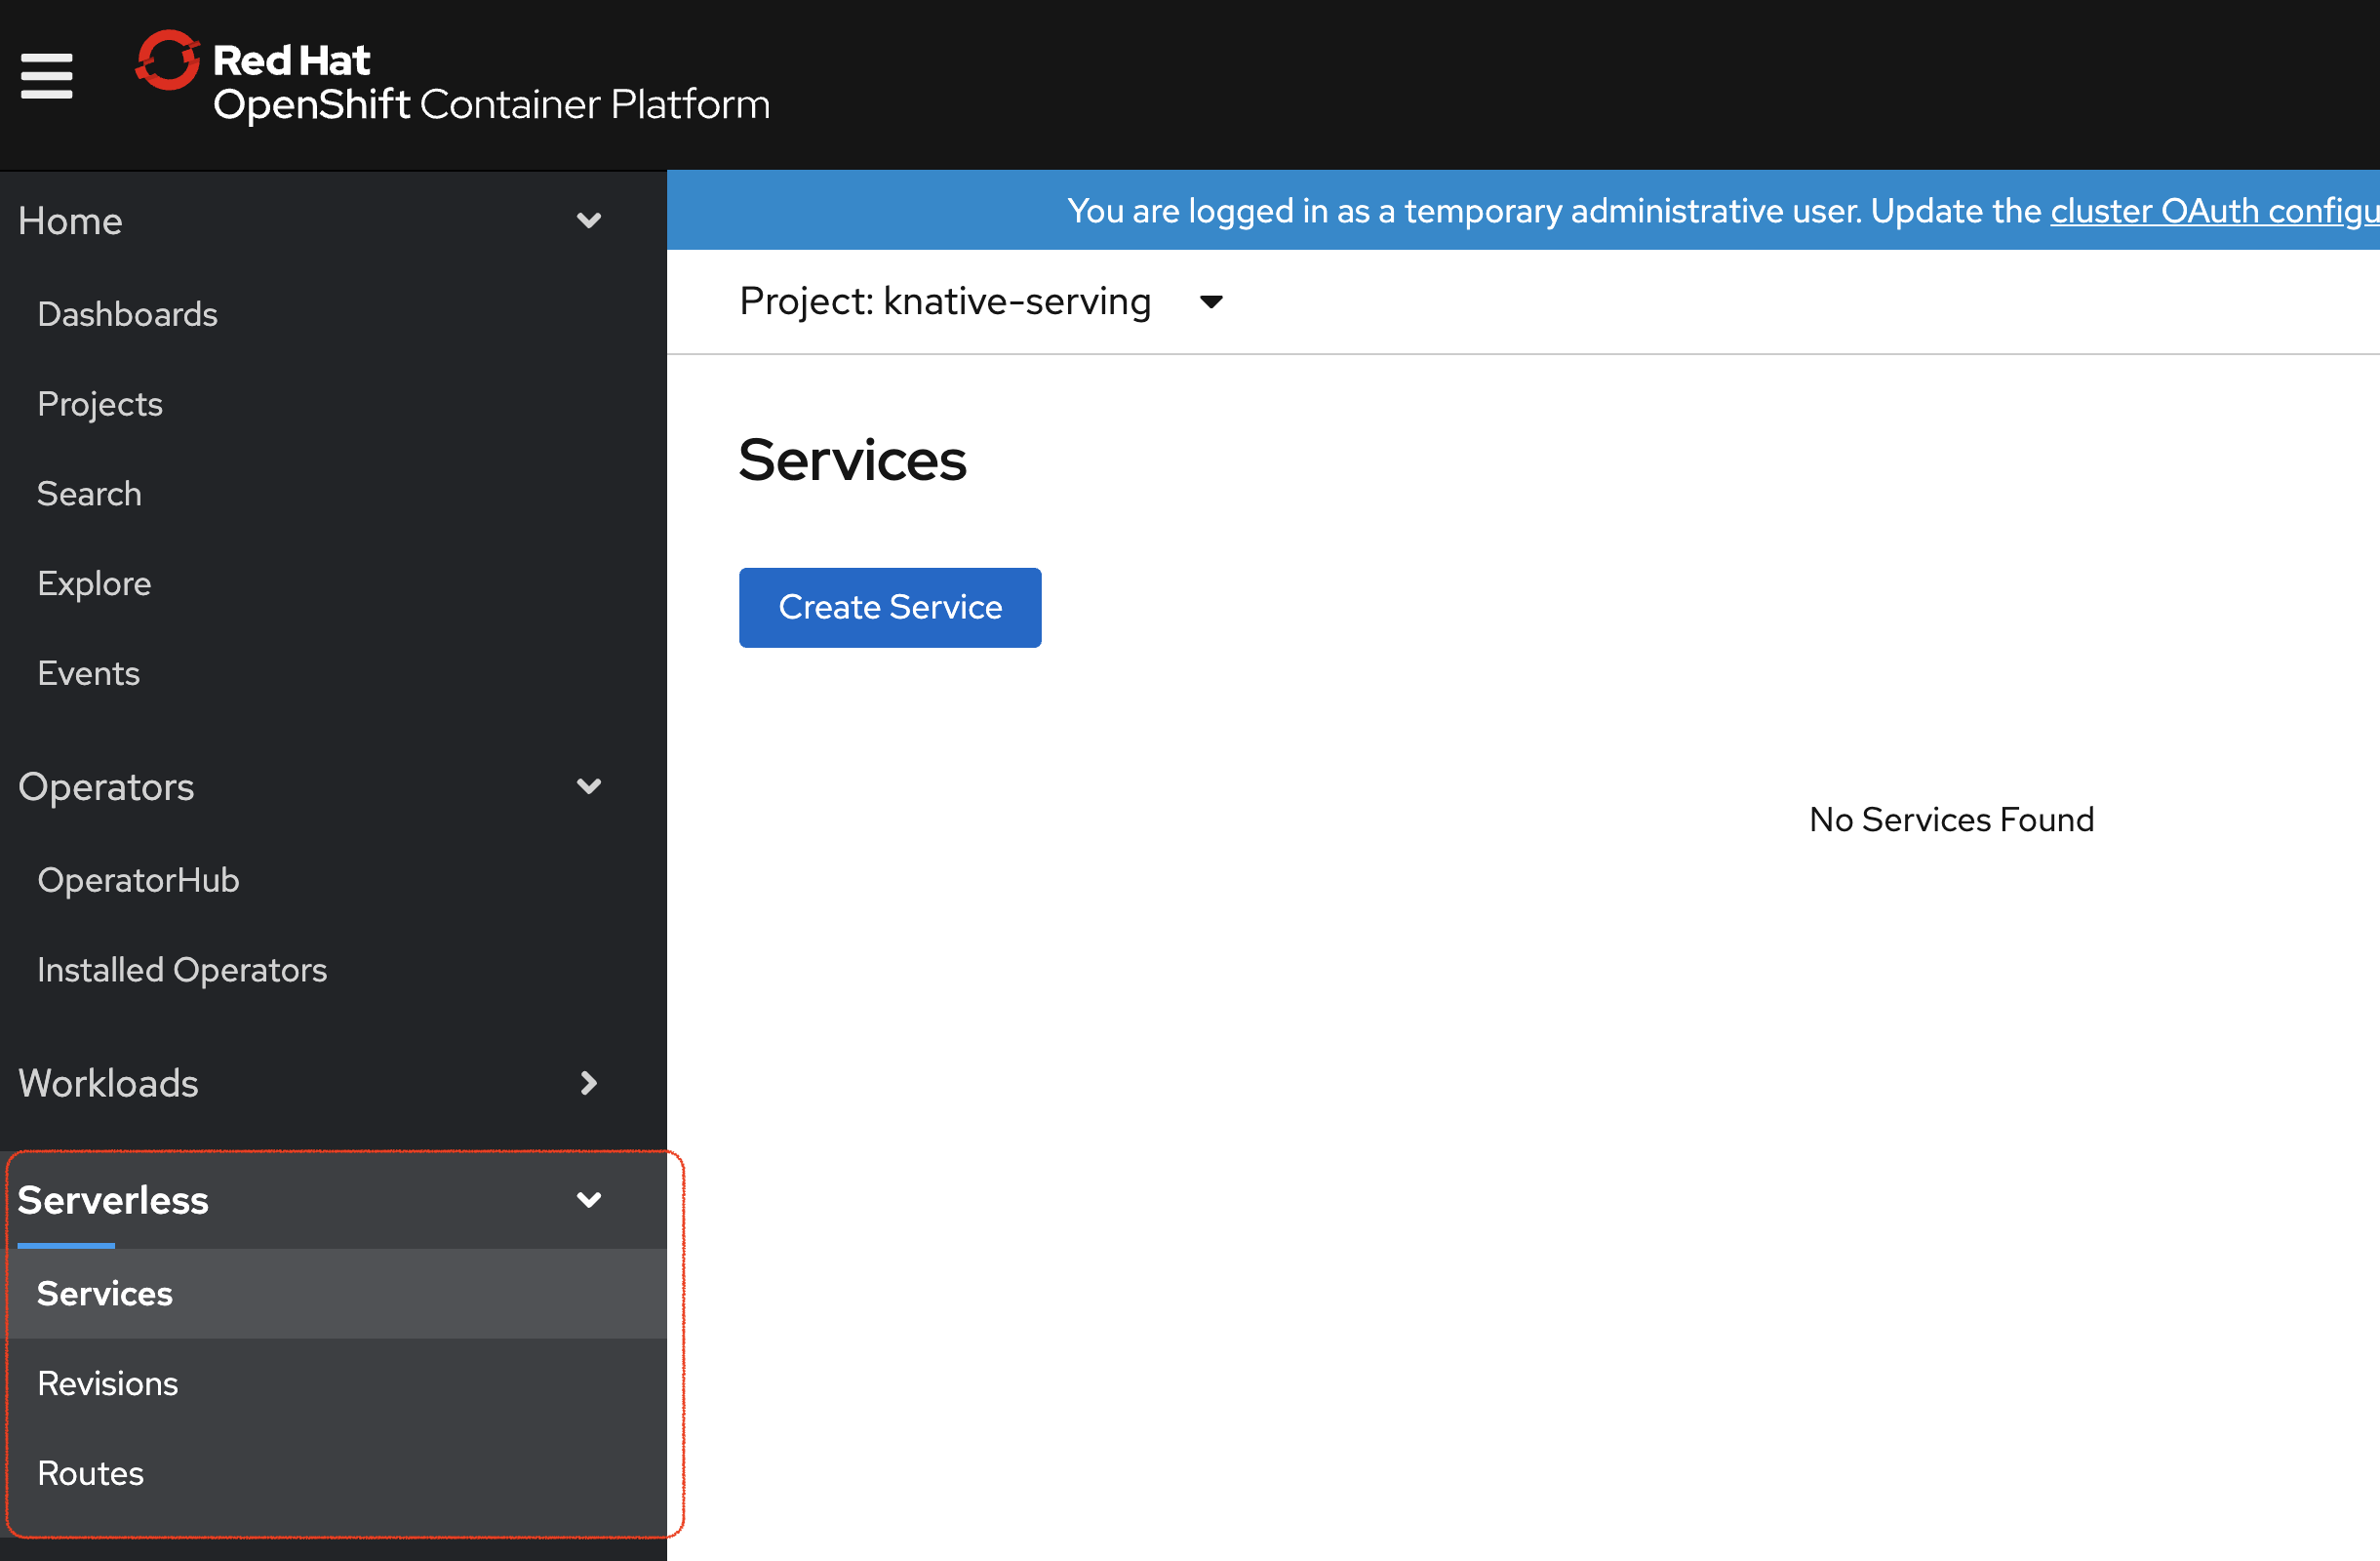 Red Hat
OpenShift Container Platform
Home
Dashboards
Projects
Search
Explore
Events
Operators
OperatorHub
Installed Operators
Workloads
Serverless
Services
Revisions
Routes
You are logged in as a temporary administrative user. Update the cluster OAuth configu
Project: knative-serving
Services
Create Service
No Services Found